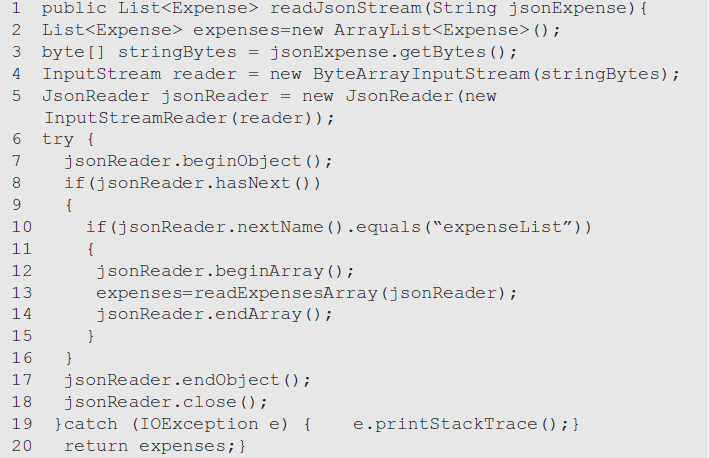 1 public List<Expense> readJsonStream(String jsonExpense){
2 List<Expense> expenses=new ArrayList<Expense>();
3 byte[] stringBytes = jsonExpense.getBytes();
4 InputStream reader = new ByteArrayInputStream(stringBytes);
5 JsonReader jsonReader = new JsonReader(new
InputStreamReader(reader));
6 try {
7 jsonReader.beginObject();
8 if(jsonReader.hasNext())
9 {
10 if(jsonReader.nextName().equals(“expenseList”))
11 {
12 jsonReader.beginArray();
13 expenses=readExpensesArray(jsonReader);
14 jsonReader.endArray();
15 }
16 }
17 jsonReader.endObject();
18 jsonReader.close();
19 }catch (IOException e) { e.printStackTrace();}
20 return expenses;}